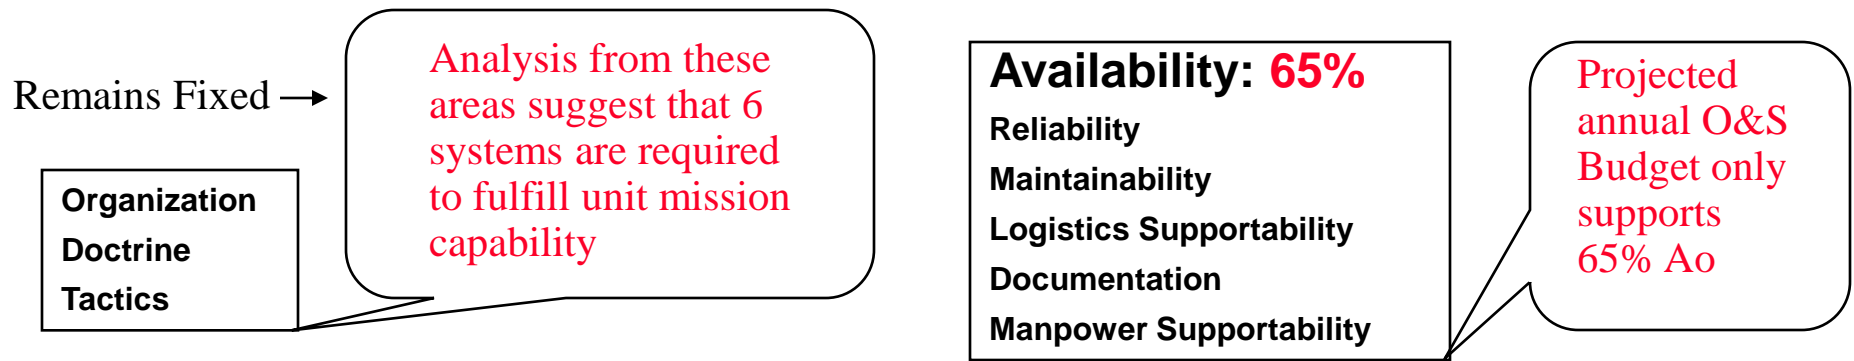 Remains Fixed
Organization
Doctrine
Tactics
Analysis from these
areas suggest that 6
systems are required
to fulfill unit mission
capability
Availability: 65%
Reliability
Maintainability
Logistics Supportability
Documentation
Manpower Supportability
Projected
annual O&S
Budget only
supports
65% Ao